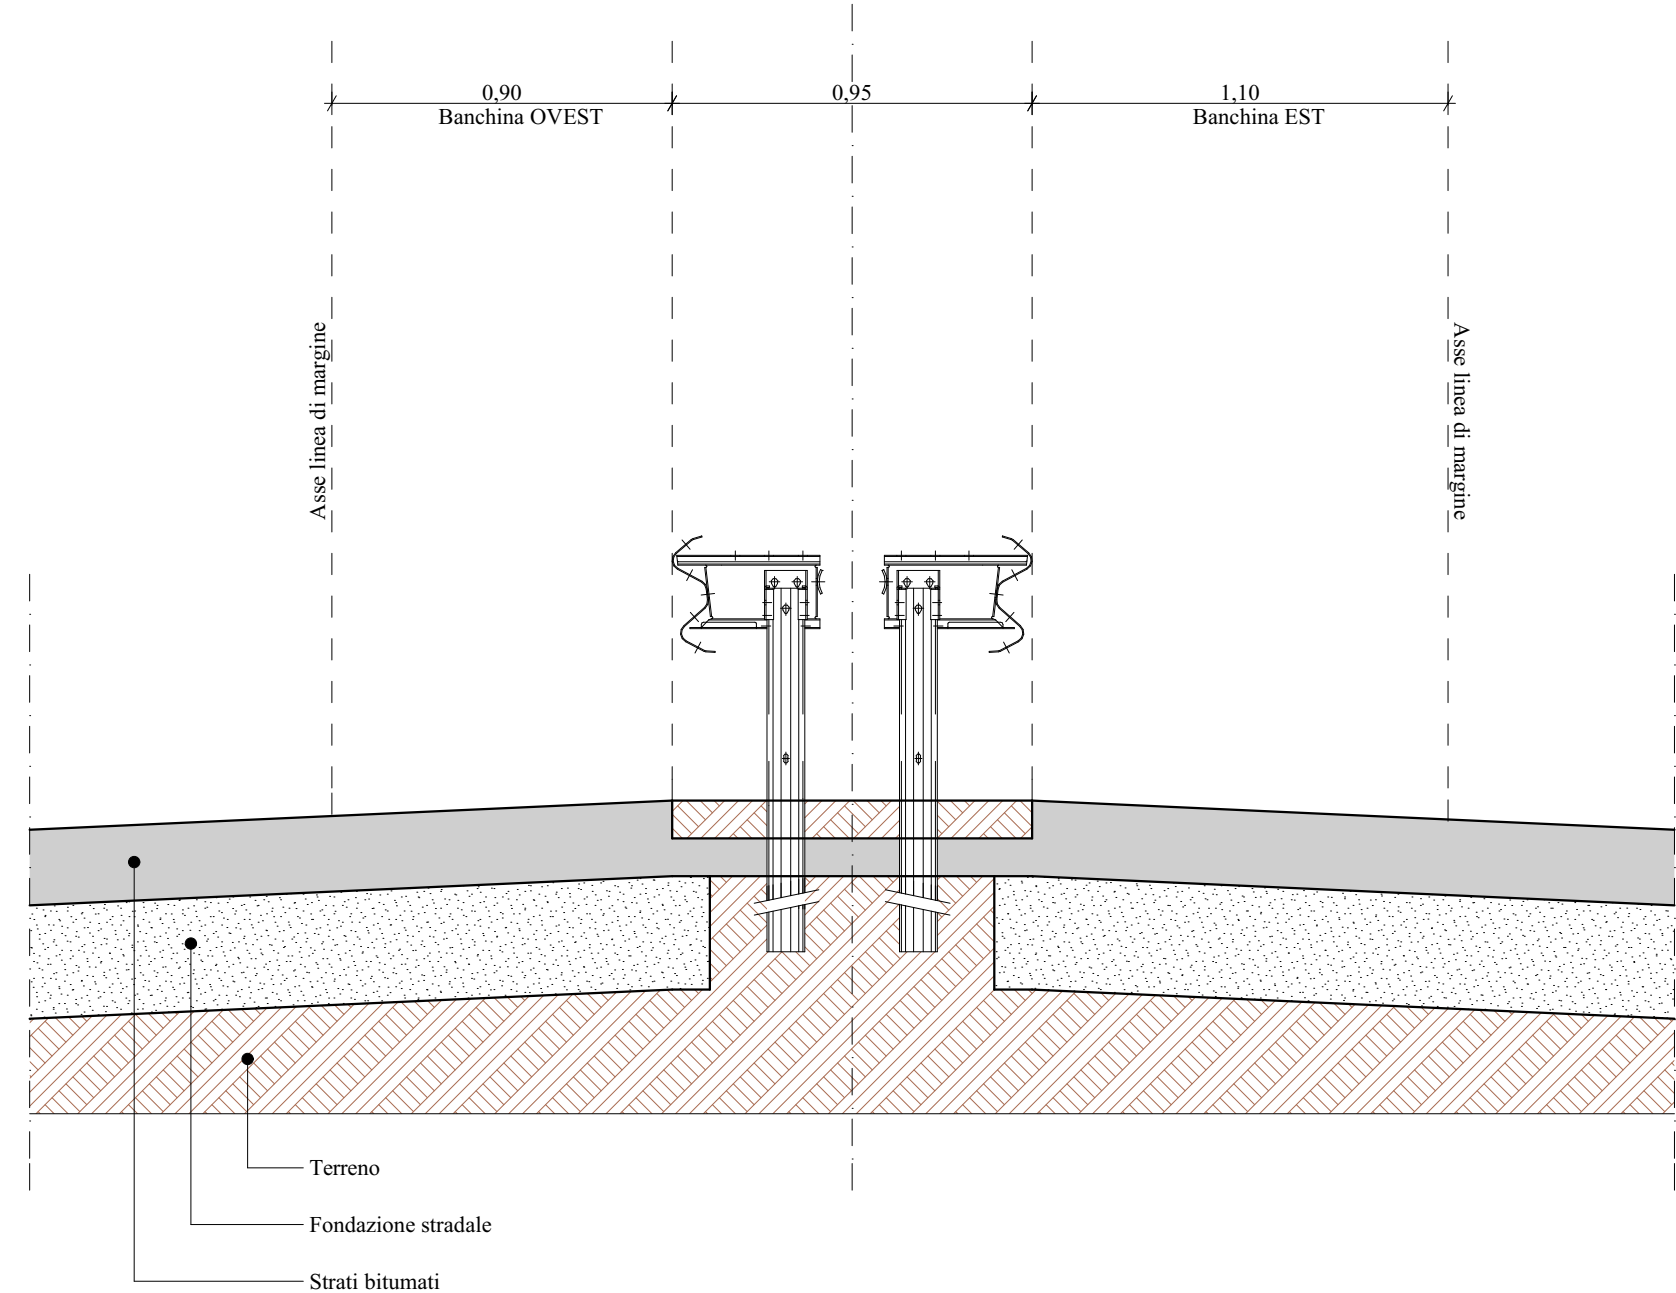 0,90
Banchina OVEST
0,95
1,10
Banchina EST
Asse linea di margine
Asse linea di margine
Terreno
Fondazione stradale
Strati bitumati